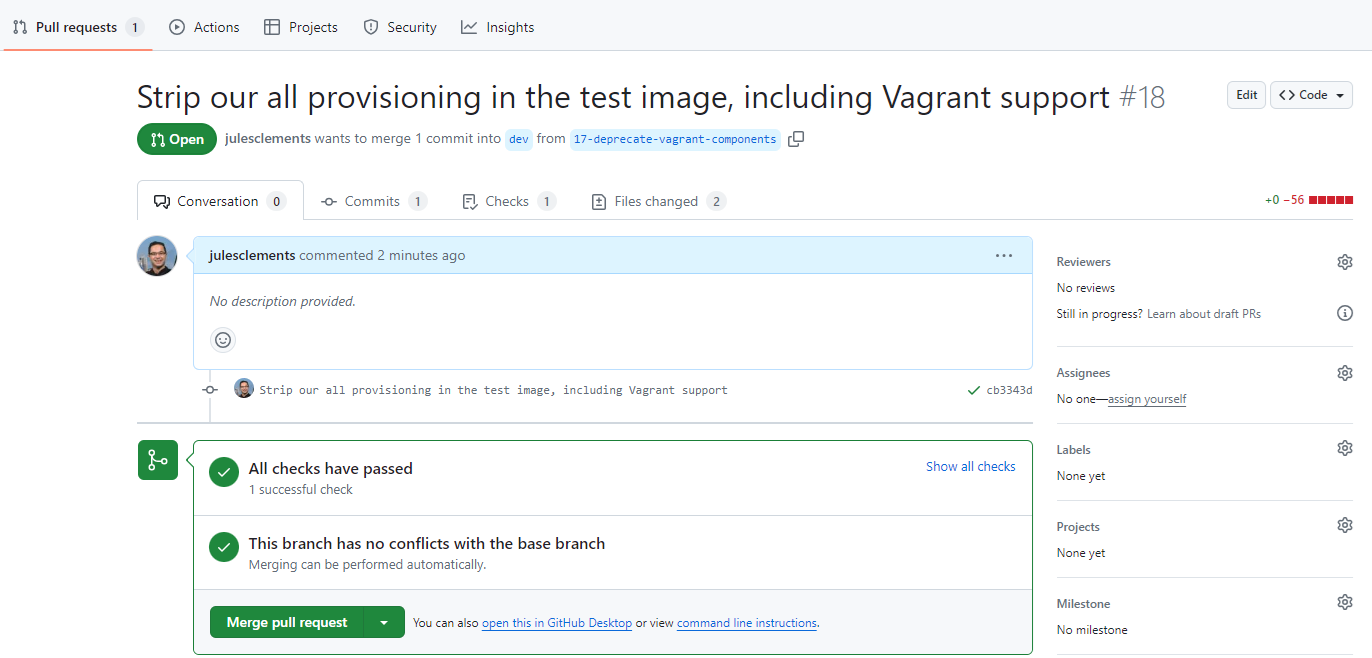 Pull requests 1 Actions Projects Security Insights
Strip our all provisioning in the test image, including Vagrant support #18
Edit
Code
Open julesclements wants to merge 1 commit into dev from 17-deprecate-vagrant-components
Conversation 0 Commits 1 Checks 1 Files changed 2
+0 −56
julesclements commented 2 minutes ago
No description provided.
Strip our all provisioning in the test image, including Vagrant support cb3343d
All checks have passed
1 successful check
Show all checks
This branch has no conflicts with the base branch
Merging can be performed automatically.
Merge pull request You can also open this in GitHub Desktop or view command line instructions.
Reviewers
No reviews
Still in progress? Learn about draft PRs
Assignees
No one—assign yourself
Labels
None yet
Projects
None yet
Milestone
No milestone